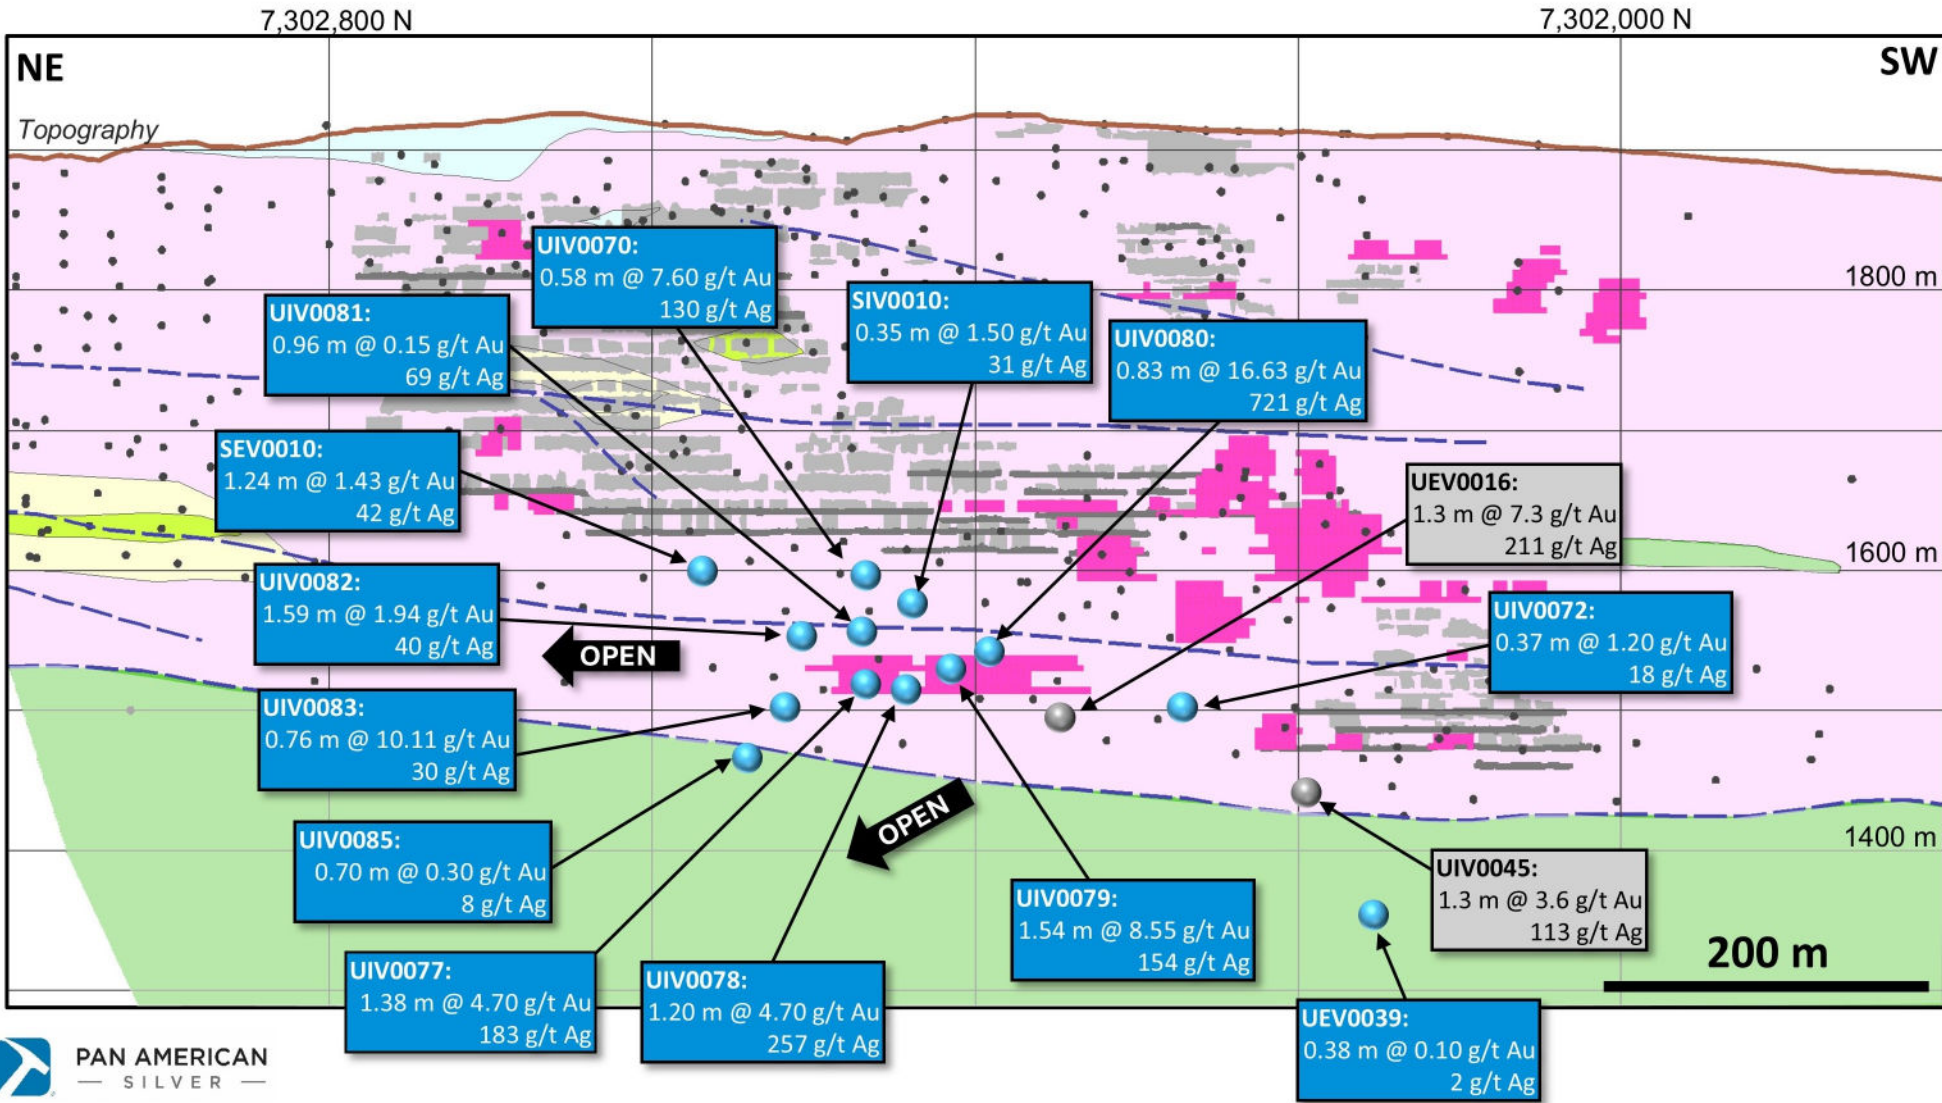 7,302,800 N
7,302,000 N
NE
SW
Topography
UIV0070:
0.58 m @ 7.60 g/t Au
130 g/t Ag
1800 m
SIV0010:
0.35 m @ 1.50 g/t Au
31 g/t Ag
UIV0081:
0.96 m @ 0.15 g/t Au
69 g/t Ag
UIV0080:
0.83 m @ 16.63 g/t Au
721 g/t Ag
SEV0010:
1.24 m @ 1.43 g/t Au
42 g/t Ag
UEV0016:
1.3 m @ 7.3 g/t Au
211 g/t Ag
1600 m
UIV0082:
1.59 m @ 1.94 g/t Au
40 g/t Ag
OPEN
UIV0072:
0.37 m @ 1.20 g/t Au
18 g/t Ag
UIV0083:
0.76 m @ 10.11 g/t Au
30 g/t Ag
OPEN
1400 m
UIV0085:
0.70 m @ 0.30 g/t Au
8 g/t Ag
UIV0045:
1.3 m @ 3.6 g/t Au
113 g/t Ag
UIV0079:
1.54 m @ 8.55 g/t Au
154 g/t Ag
200 m
UIV0077:
1.38 m @ 4.70 g/t Au
183 g/t Ag
UIV0078:
1.20 m @ 4.70 g/t Au
257 g/t Ag
UEV0039:
0.38 m @ 0.10 g/t Au
2 g/t Ag
PAN AMERICAN
SILVER